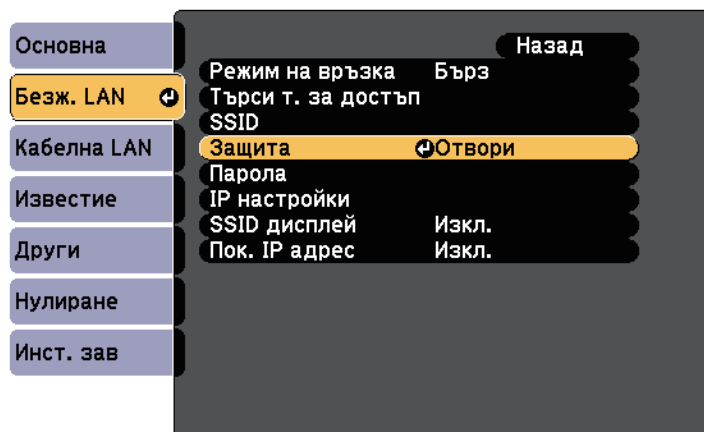 Основна
Безж. LAN
Кабелна LAN
Известие
Други
Нулиране
Инст. зав
Назад
Режим на връзка Бърз
Търси т. за достъп
SSID
Защита Отвори
Парола
IP настройки
SSID дисплей Изкл.
Пок. IP адрес Изкл.